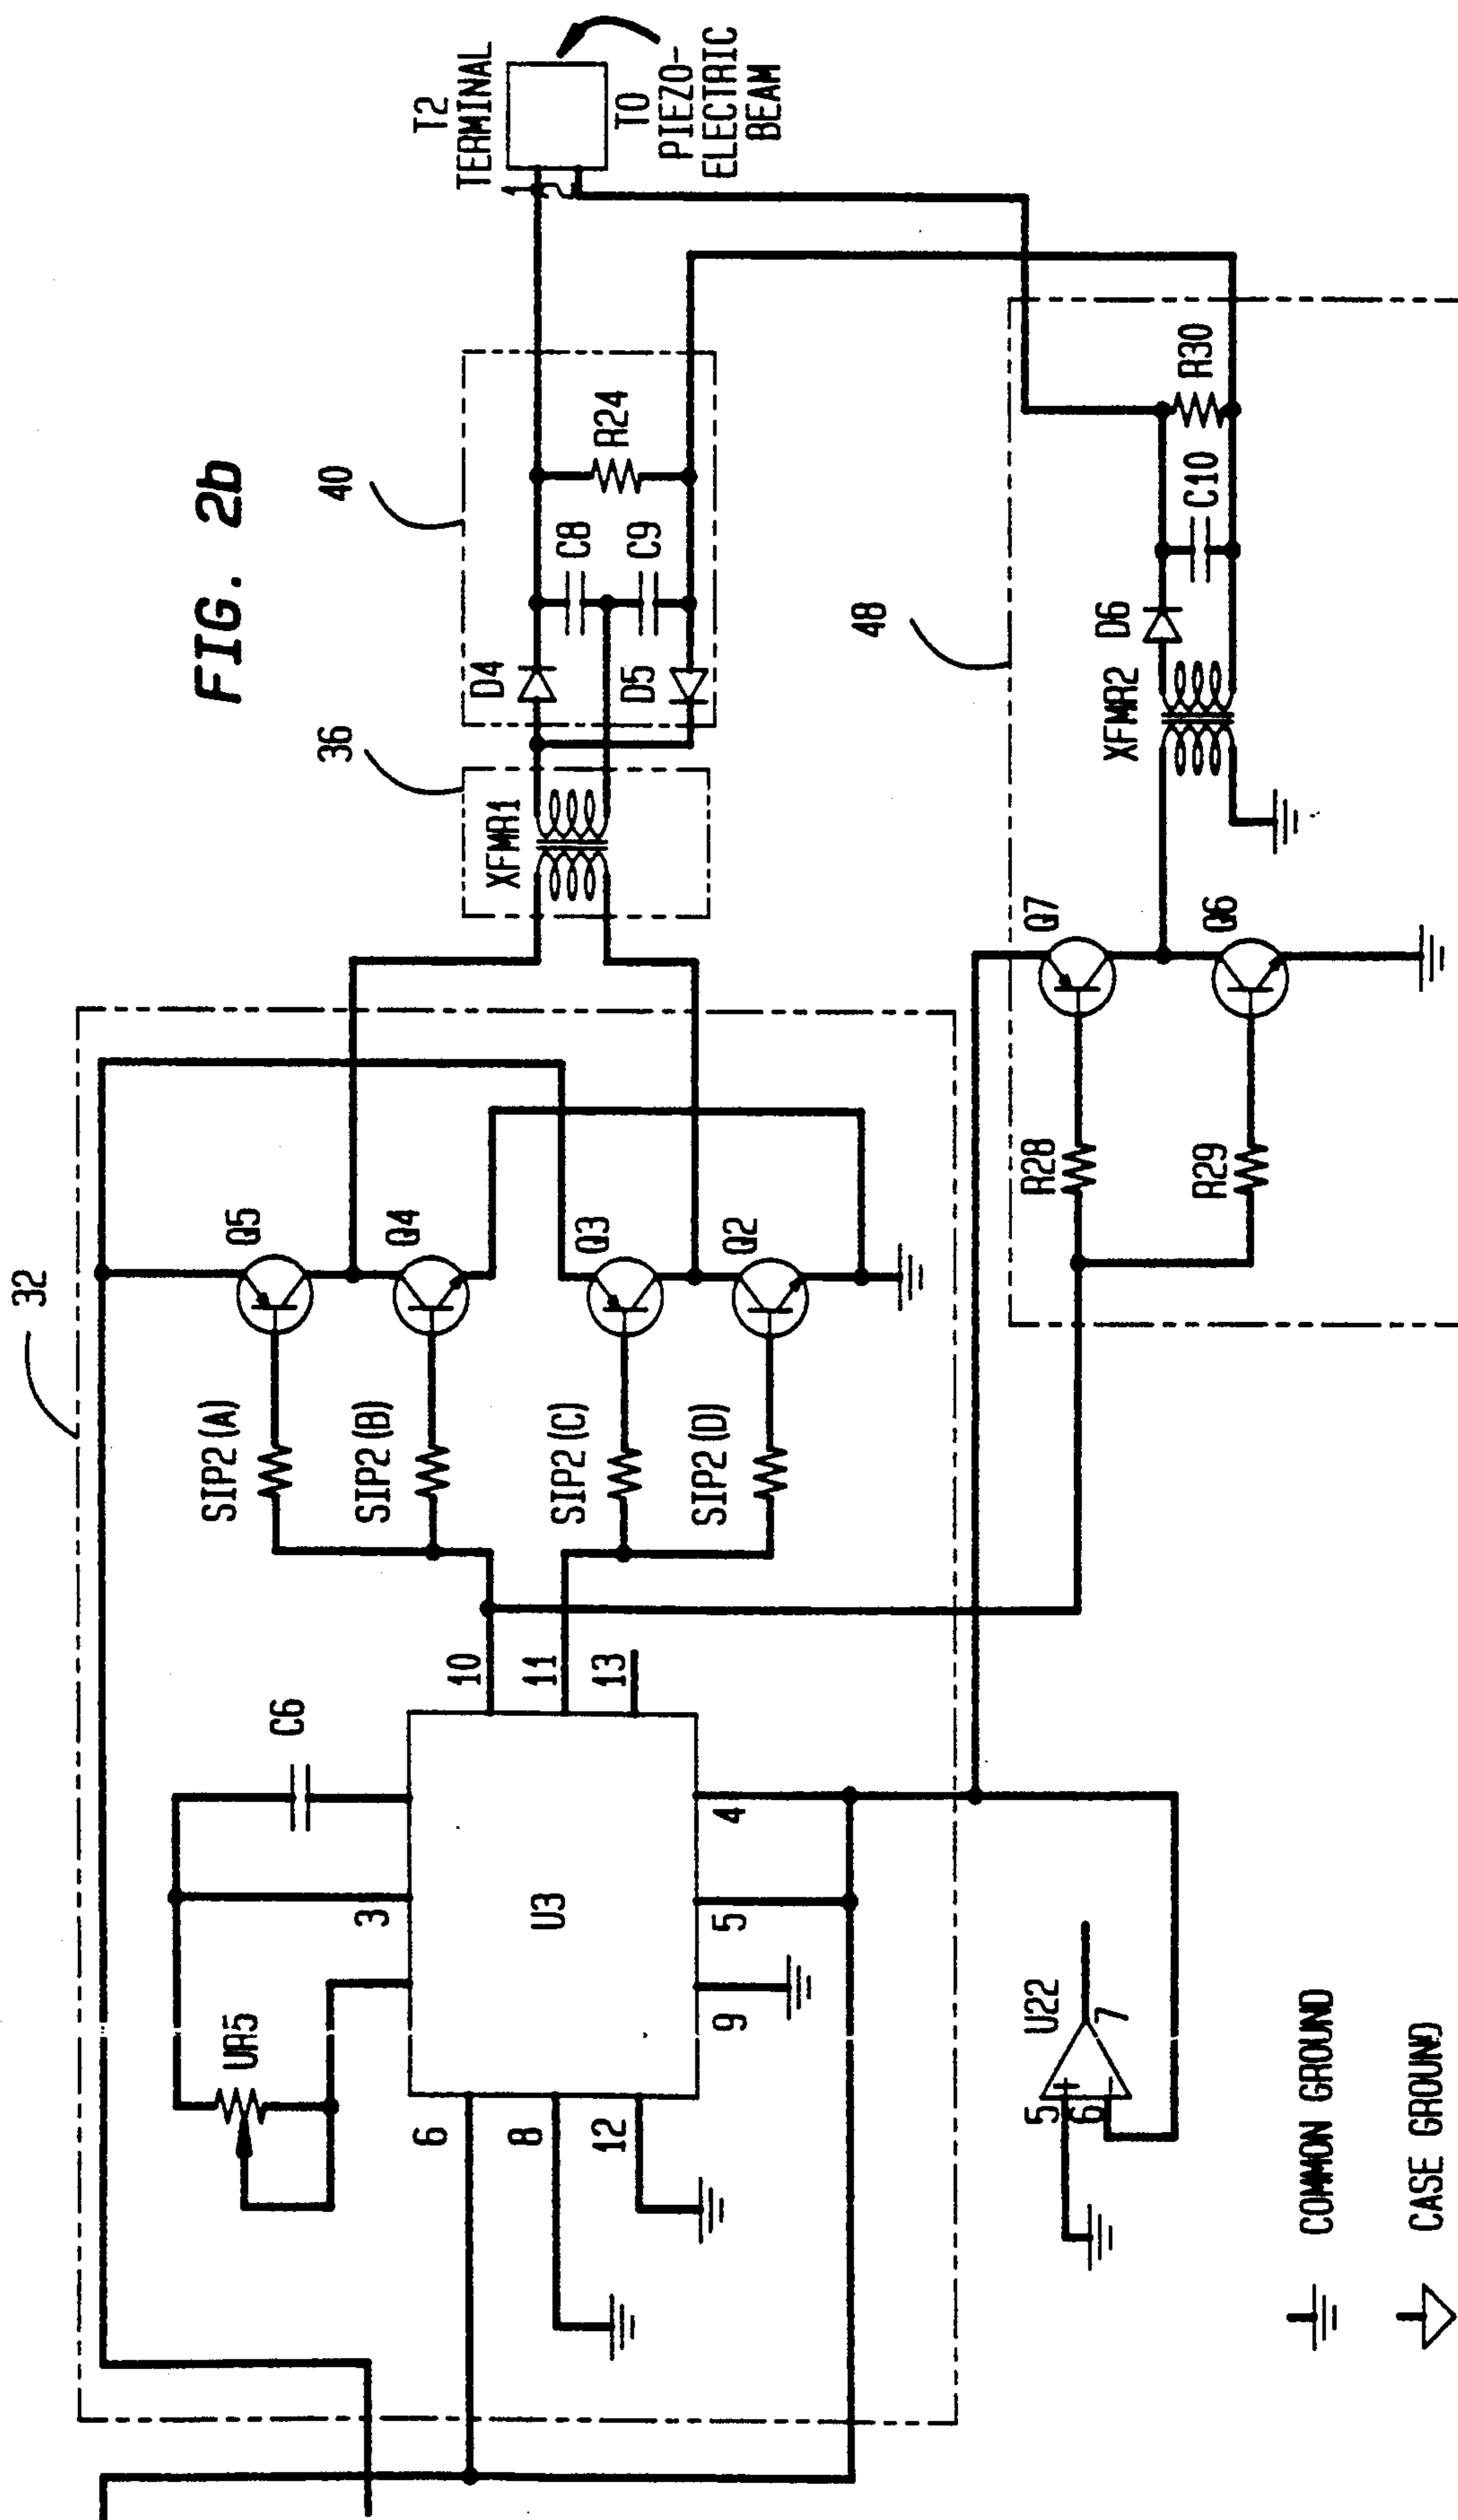 FIG. 2b
32
36
40
48
T2
TERMINAL
1
2
TO
PIEZO-
ELECTRIC
BEAM
XFMR1
D4
D5
C8
C9
R24
Q5
Q4
Q3
Q2
SIP2(A)
SIP2(B)
SIP2(C)
SIP2(D)
C6
VR5
U3
3
6
8
12
9
5
4
10
11
13
R28
R29
Q7
Q6
XFMR2
D6
C10
R30
U22
5
6
7
+
-
COMMON GROUND
CASE GROUND